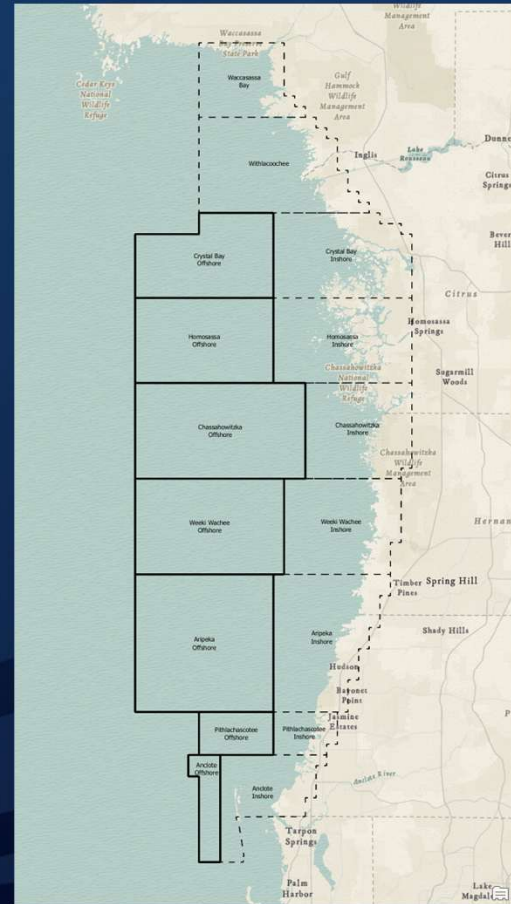 Wildlife
Management
Area
Waccasassa
Bay Preserve
State Park
Waccasassa
Bay
Cedar Keys
National
Wildlife
Refuge
Gulf
Hammock
Wildlife
Management
Area
Withlacoochee
Inglis
Lake
Rousseau
Citrus
Springs
Crystal Bay
Offshore
Crystal Bay
Inshore
Citrus
Homosassa
Offshore
Homosassa
Inshore
Homosassa
Springs
Chassahowitzka
National
Wildlife
Refuge
Sugarmill
Woods
Chassahowitzka
Offshore
Chassahowitzka
Inshore
Chassahowitzka
Wildlife
Management
Area
Weeki Wachee
Offshore
Weeki Wachee
Inshore
Hernan
Timber
Pines
Spring Hill
Aripeka
Offshore
Aripeka
Inshore
Shady Hills
Hudson
Bayonet
Point
Jasmine
Estates
Pithlachascotee
Offshore
Pithlachascotee
Inshore
Anclote
Offshore
Anclote
Inshore
Anclote River
Tarpon
Springs
Palm
Harbor
Lake